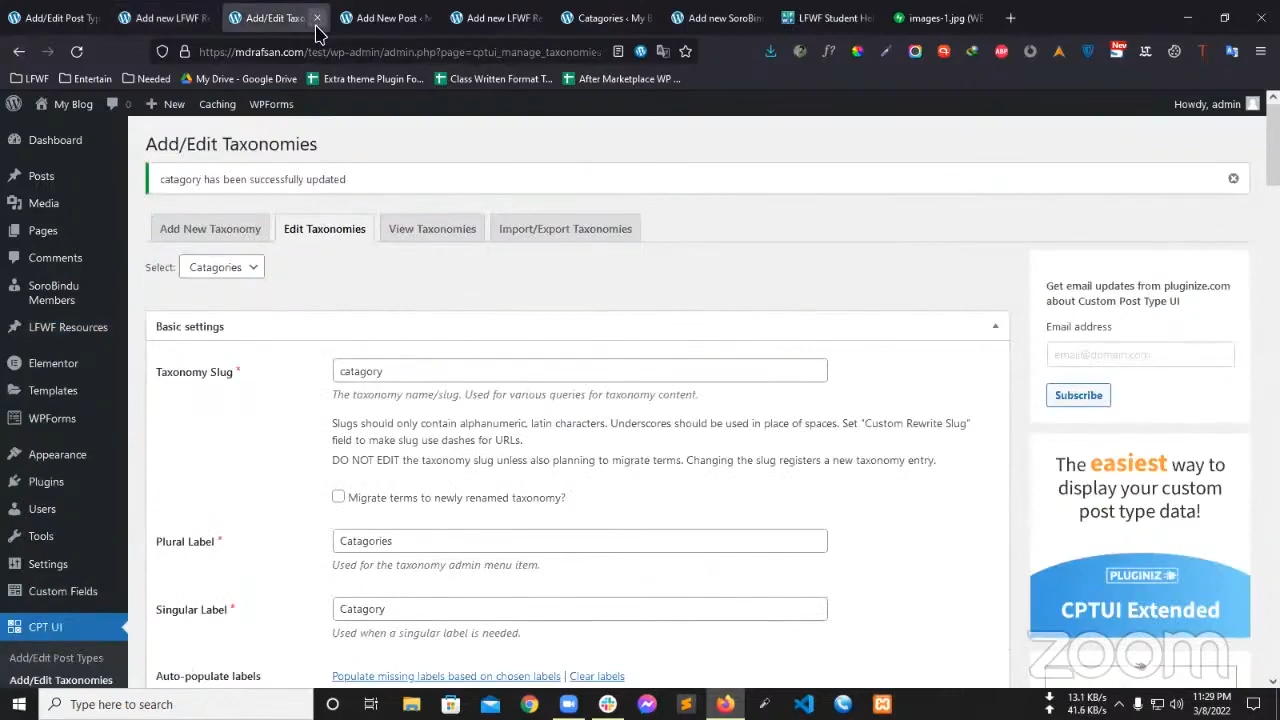 SoroBindu Post Typ
Add new LFWF Re
Add/Edit Taxo
Add New Post ‹ M
Add new LFWF Re
Catagories ‹ My B
Add new SoroBin
LFWF Student He
images-1.jpg (WE
https://mdrafsan.com/test/wp-admin/admin.php?page=cptui_manage_taxonomies
ABP
New
LFWF
Entertain
Needed
My Drive - Google Drive
Extra theme Plugin Fo...
Class Written Format T...
After Marketplace WP ...
My Blog
0
New
Caching
WPForms
Howdy, admin
Dashboard
Posts
Media
Pages
Comments
SoroBindu
Members
LFWF Resources
Elementor
Templates
WPForms
Appearance
Plugins
Users
Tools
Settings
Custom Fields
CPT UI
Add/Edit Post Types
Add/Edit Taxonomies
Add/Edit Taxonomies
catagory has been successfully updated
Add New Taxonomy
Edit Taxonomies
View Taxonomies
Import/Export Taxonomies
Select: Catagories
Basic settings
Taxonomy Slug *
catagory
The taxonomy name/slug. Used for various queries for taxonomy content.
Slugs should only contain alphanumeric, latin characters. Underscores should be used in place of spaces. Set "Custom Rewrite Slug"
field to make slug use dashes for URLs.
DO NOT EDIT the taxonomy slug unless also planning to migrate terms. Changing the slug registers a new taxonomy entry.
Migrate terms to newly renamed taxonomy?
Plural Label *
Catagories
Used for the taxonomy admin menu item.
Singular Label *
Catagory
Used when a singular label is needed.
Auto-populate labels
Populate missing labels based on chosen labels | Clear labels
Get email updates from pluginize.com
about Custom Post Type UI
Email address
email@domain.com
Subscribe
The easiest way to
display your custom
post type data!
PLUGINIZ
CPTUI Extended
zoom
Type here to search
13.1 KB/s
41.6 KB/s
11:29 PM
3/8/2022